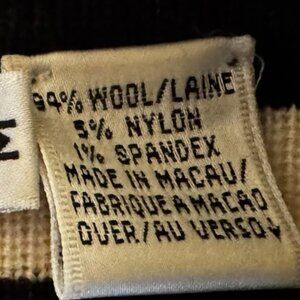 94% WOOL/LAINE
5% NYLON
1% SPANDEX
MADE IN MACAU/
FABRIQUE A MACAO
OVER/AU VERSO↓
M